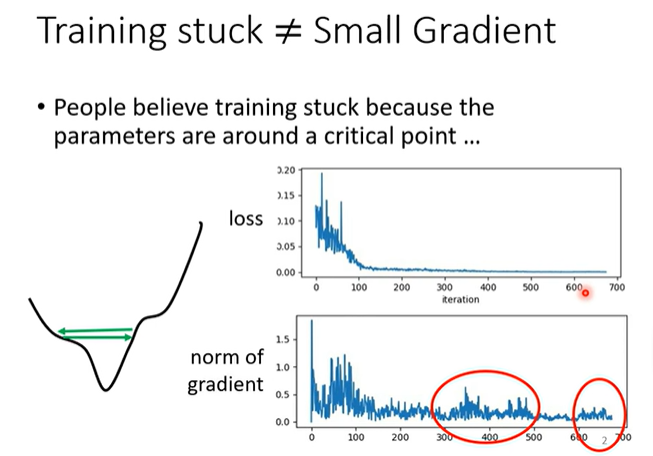 Training stuck ≠ Small Gradient
• People believe training stuck because the
parameters are around a critical point ...
loss
0.20
0.15
0.10
0.05
0.00
0 100 200 300 400 500 600 700
iteration
norm of
gradient
1.5
1.0
0.5
0.0
0 100 200 300 400 500 600 2 700